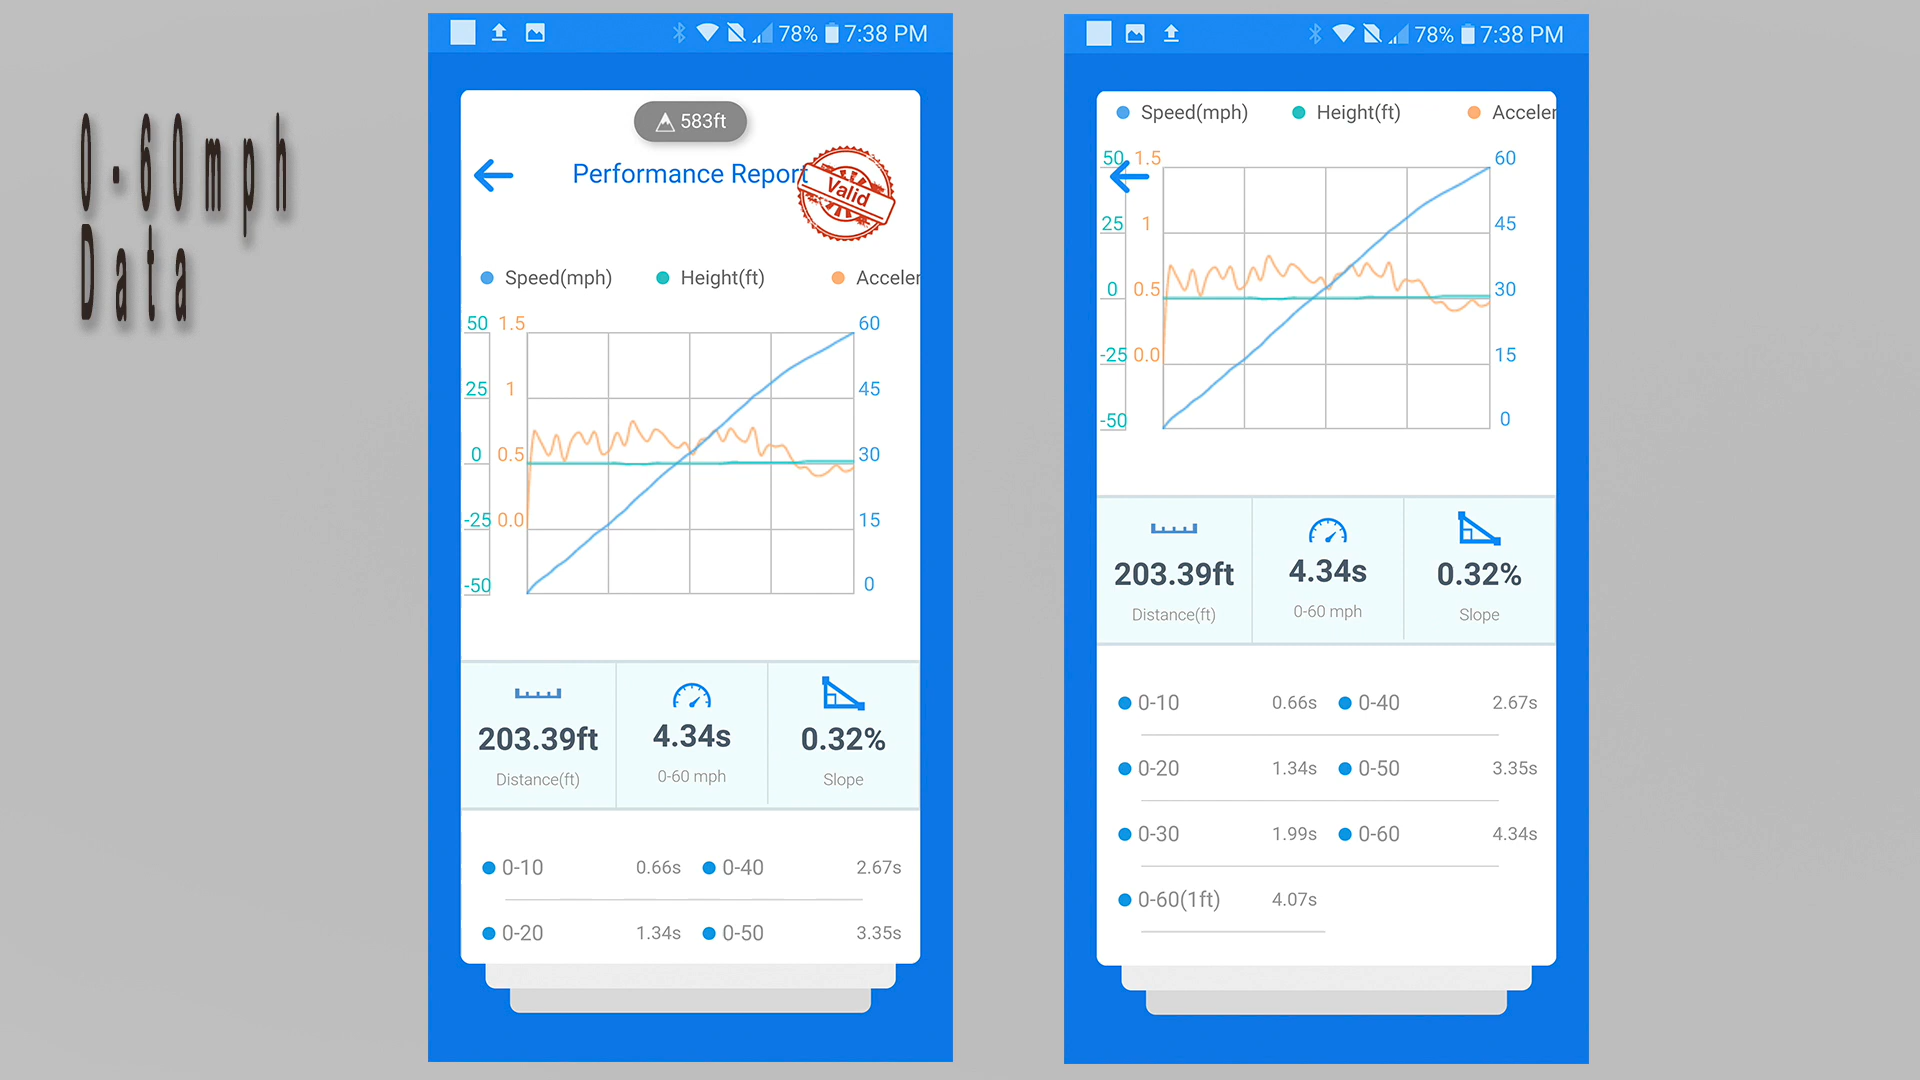 0-60mph
Data
78% 7:38 PM
583ft
Performance Report
Valid
Speed(mph) Height(ft) Acceler
50 1.5 60
25 1 45
0 0.5 30
-25 0.0 15
-50 0
203.39ft 4.34s 0.32%
Distance(ft) 0-60 mph Slope
0-10 0.66s 0-40 2.67s
0-20 1.34s 0-50 3.35s
78% 7:38 PM
Speed(mph) Height(ft) Acceler
50 1.5 60
25 1 45
0 0.5 30
-25 0.0 15
-50 0
203.39ft 4.34s 0.32%
Distance(ft) 0-60 mph Slope
0-10 0.66s 0-40 2.67s
0-20 1.34s 0-50 3.35s
0-30 1.99s 0-60 4.34s
0-60(1ft) 4.07s